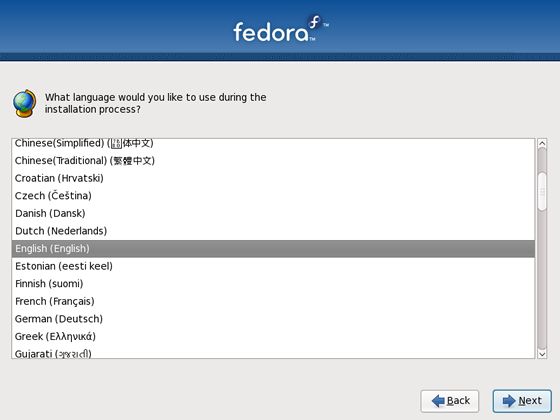 fedora™
™
What language would you like to use during the
installation process?
Chinese(Simplified) (简体中文)
Chinese(Traditional) (繁體中文)
Croatian (Hrvatski)
Czech (Čeština)
Danish (Dansk)
Dutch (Nederlands)
English (English)
Estonian (eesti keel)
Finnish (suomi)
French (Français)
German (Deutsch)
Greek (Ελληνικά)
Gujarati (ગુજરાતી)
Back
Next